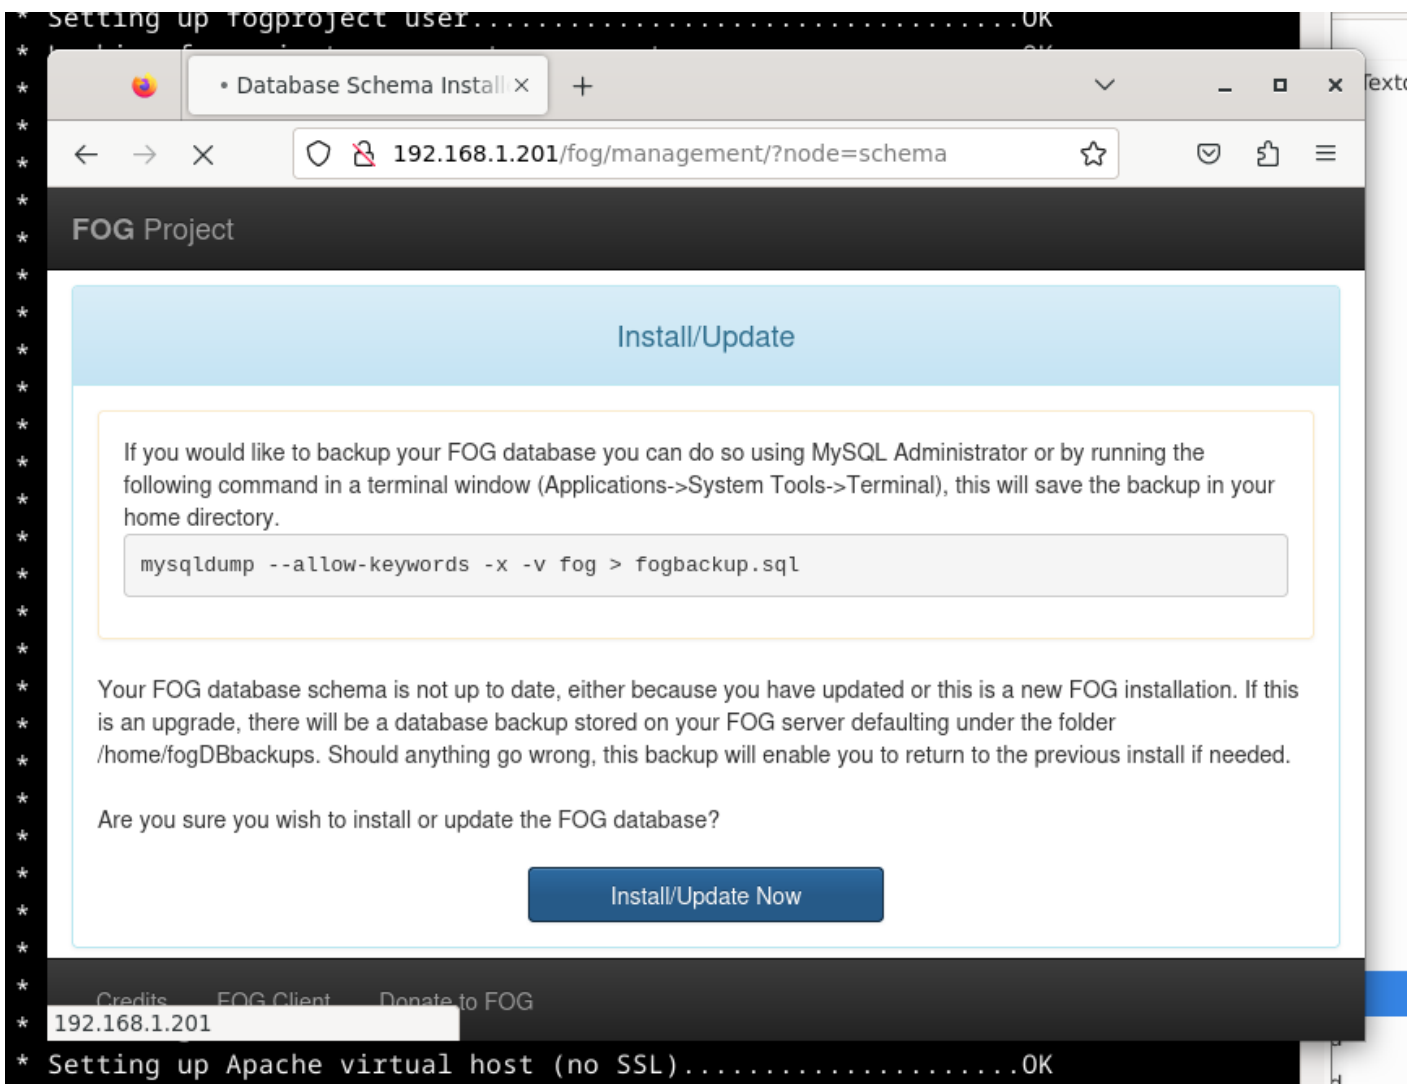 * Setting up fogproject user.................................OK
• Database Schema Install
Texto
192.168.1.201/fog/management/?node=schema
FOG Project
Install/Update
If you would like to backup your FOG database you can do so using MySQL Administrator or by running the
following command in a terminal window (Applications->System Tools->Terminal), this will save the backup in your
home directory.
mysqldump --allow-keywords -x -v fog > fogbackup.sql
Your FOG database schema is not up to date, either because you have updated or this is a new FOG installation. If this
is an upgrade, there will be a database backup stored on your FOG server defaulting under the folder
/home/fogDBbackups. Should anything go wrong, this backup will enable you to return to the previous install if needed.
Are you sure you wish to install or update the FOG database?
Install/Update Now
Credits FOG Client Donate to FOG
192.168.1.201
* Setting up Apache virtual host (no SSL)....................OK